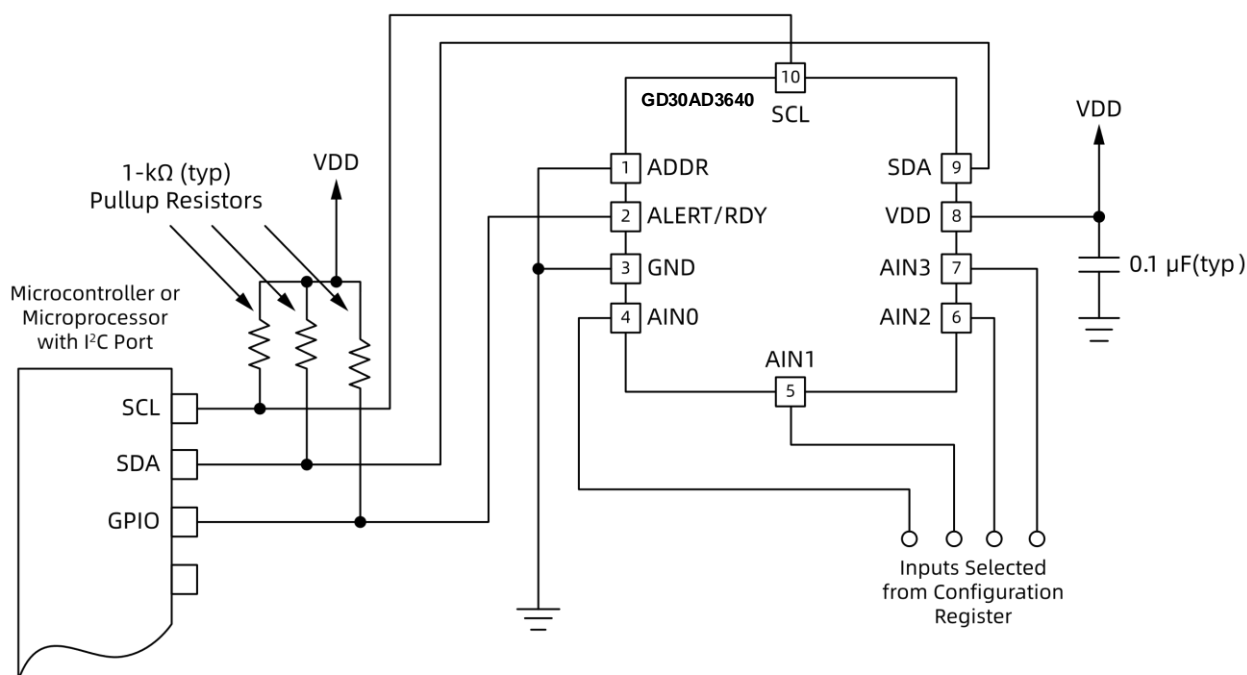 10
GD30AD3640
SCL
VDD
1-kΩ (typ)
Pullup Resistors
VDD
1 ADDR
SDA 9
2 ALERT/RDY
VDD 8
3 GND
AIN3 7
0.1 µF(typ)
4 AIN0
AIN2 6
AIN1
5
Microcontroller or
Microprocessor
with I²C Port
SCL
SDA
GPIO
Inputs Selected
from Configuration
Register